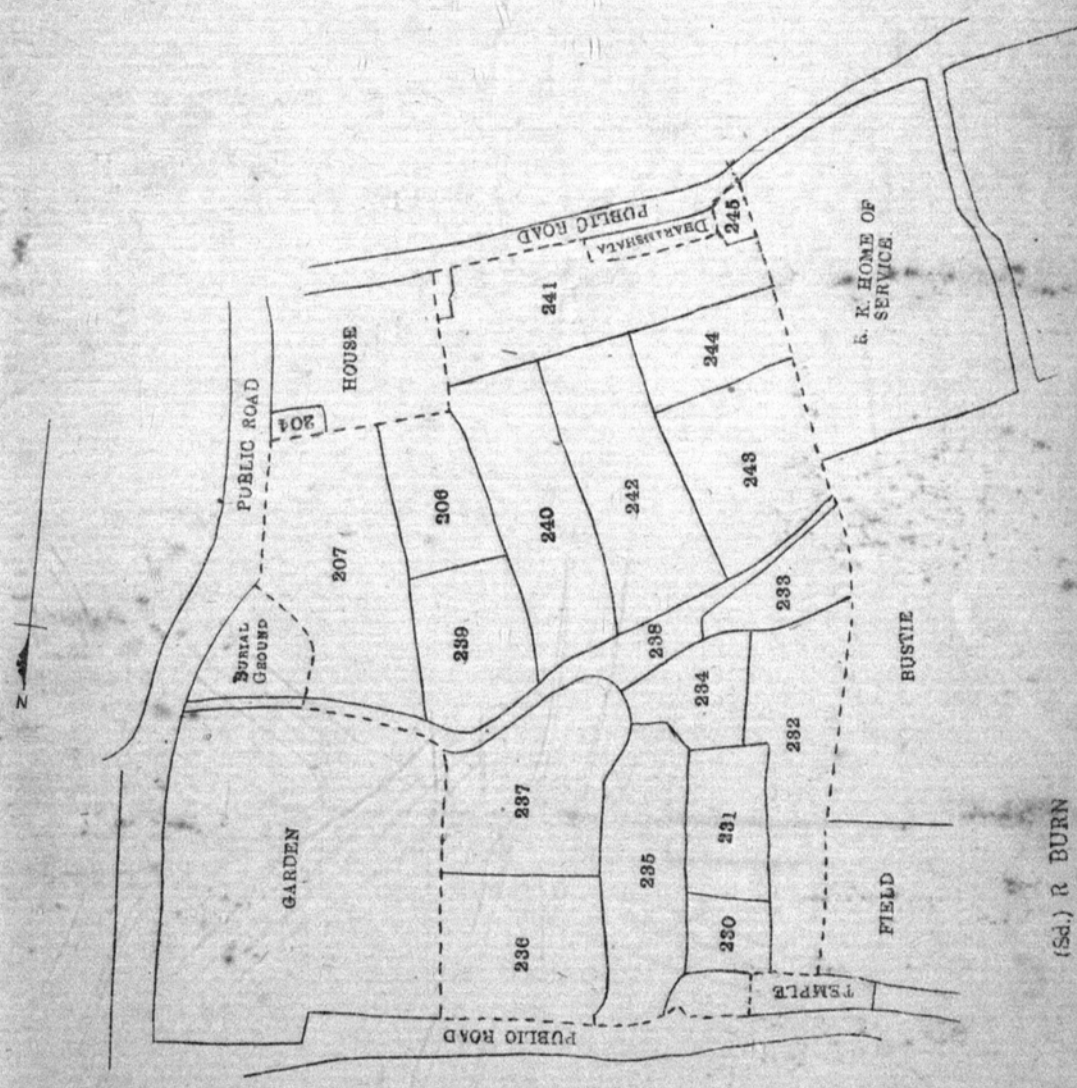 N
PUBLIC ROAD
HOUSE
204
BURIAL
GROUND
207
206
239
GARDEN
PUBLIC ROAD
DHARAMSHALA
245
241
240
242
244
243
238
233
234
232
237
236
235
231
230
R. K. HOME OF
SERVICE
BUSTIE
FIELD
TEMPLE
PUBLIC ROAD
(Sd.) R BURN